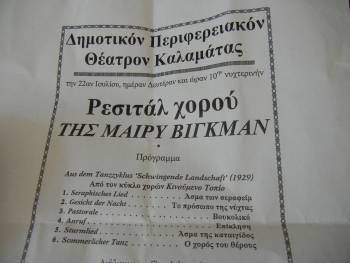 Δημοτικόν Περιφερειακόν
Θέατρον Καλαμάτας
την 22αν Ιουλίου, ημέραν Δευτέραν και ώραν 10ην νυχτερινήν
Ρεσιτάλ χορού
ΤΗΣ ΜΑΙΡΥ ΒΙΓΚΜΑΝ
Πρόγραμμα
Aus dem Tanzzyklus 'Schwingende Landschaft' (1929)
Από τον κύκλο χορών Κινούμενο Τοπίο
1. Seraphisches Lied . . . Άσμα των σεραφείμ
2. Gesicht der Nacht . . . Το πρόσωπο της νύχτας
3. Pastorale . . . Βουκολικό
4. Anruf . . . Επίκληση
5. Sturmlied . . . Άσμα της καταιγίδας
6. Sommerlicher Tanz . . . Ο χορός του θέρους